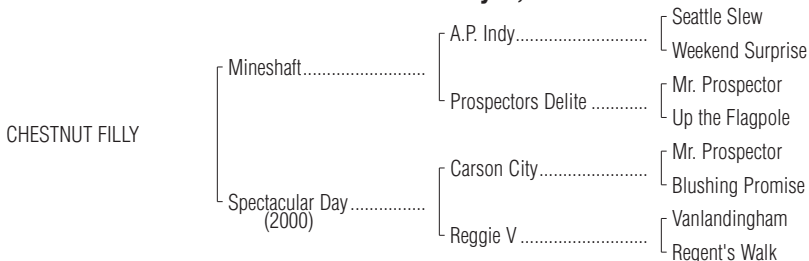 Seattle Slew
A.P. Indy
Weekend Surprise
Mineshaft
Mr. Prospector
Prospectors Delite
Up the Flagpole
CHESTNUT FILLY
Mr. Prospector
Carson City
Blushing Promise
Spectacular Day
(2000)
Vanlandingham
Reggie V
Regent's Walk